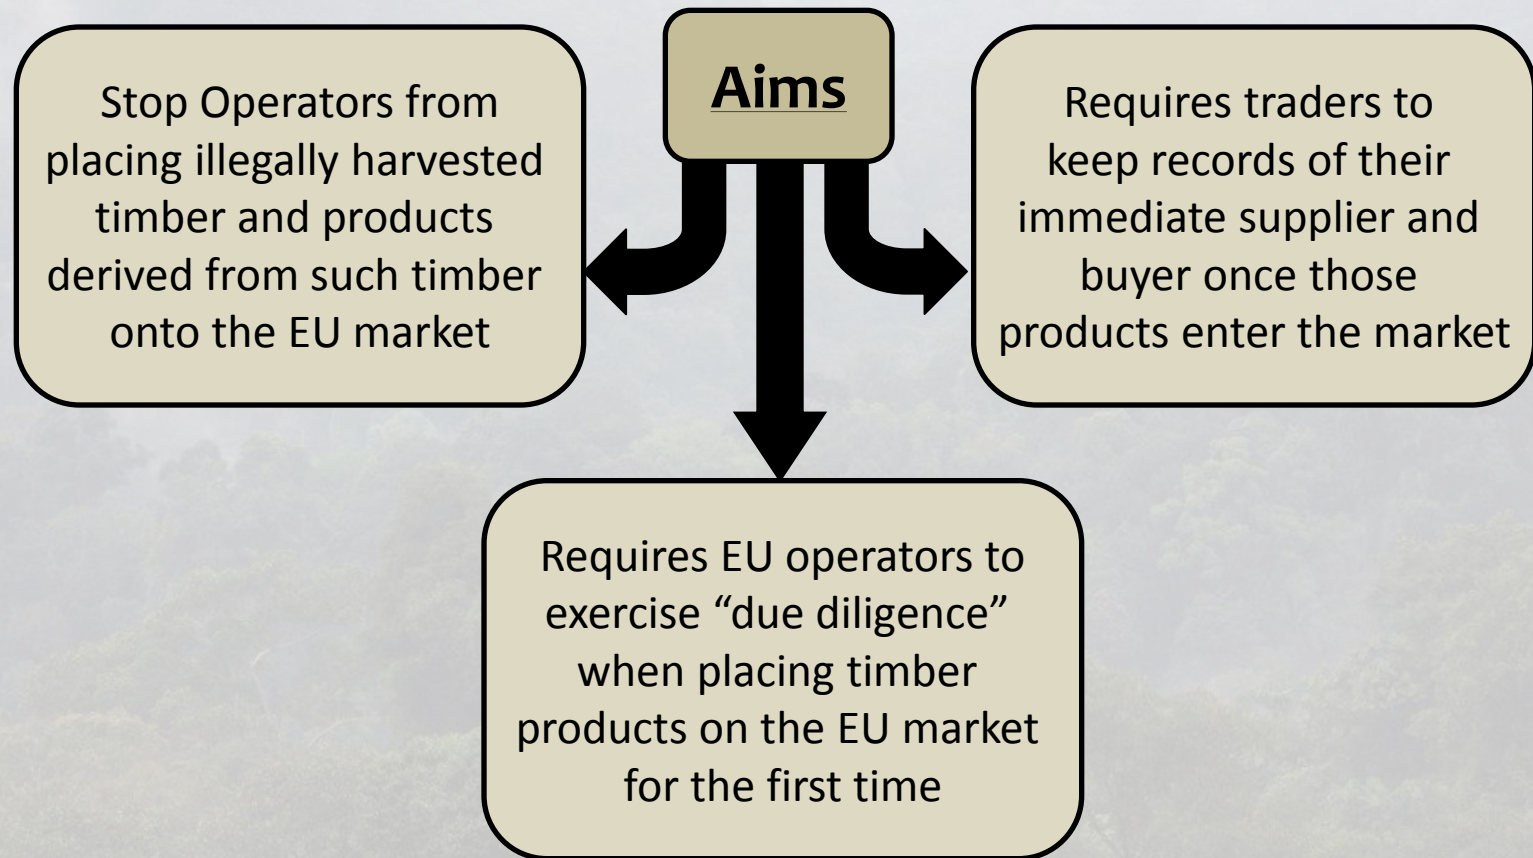 Aims
Stop Operators from
placing illegally harvested
timber and products
derived from such timber
onto the EU market
Requires traders to
keep records of their
immediate supplier and
buyer once those
products enter the market
Requires EU operators to
exercise “due diligence”
when placing timber
products on the EU market
for the first time